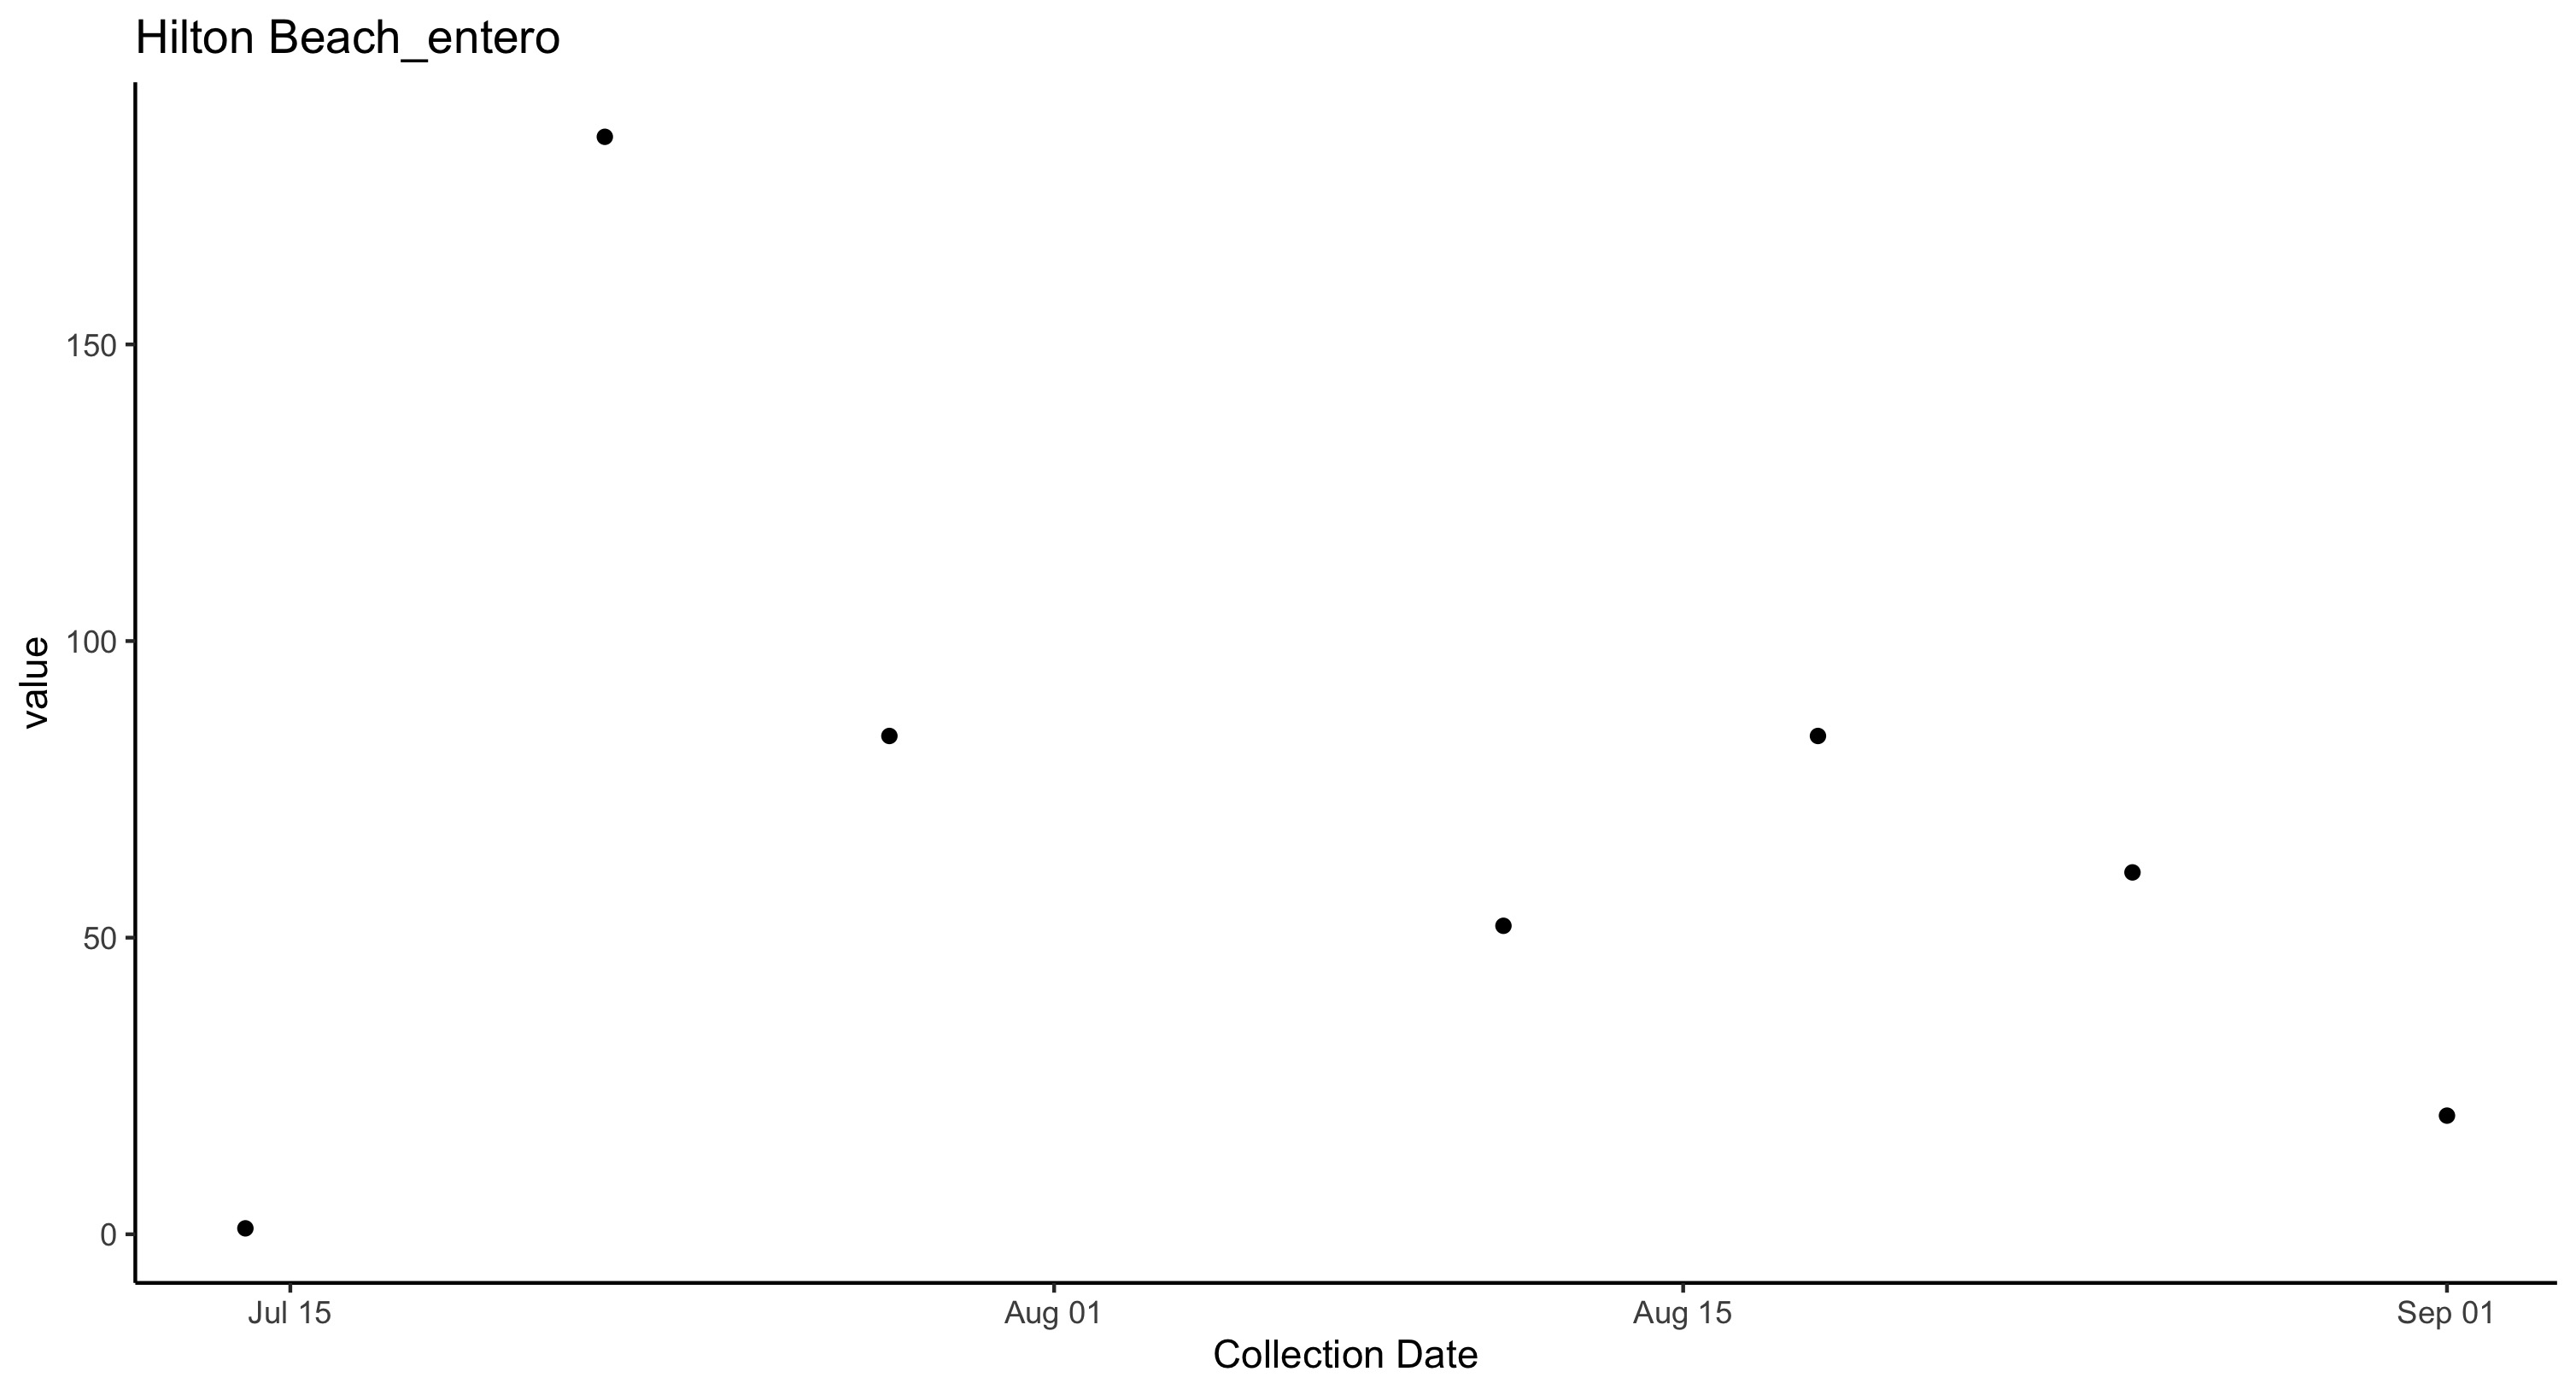 Hilton Beach_entero
value
150
100
50
0
Jul 15
Aug 01
Aug 15
Sep 01
Collection Date